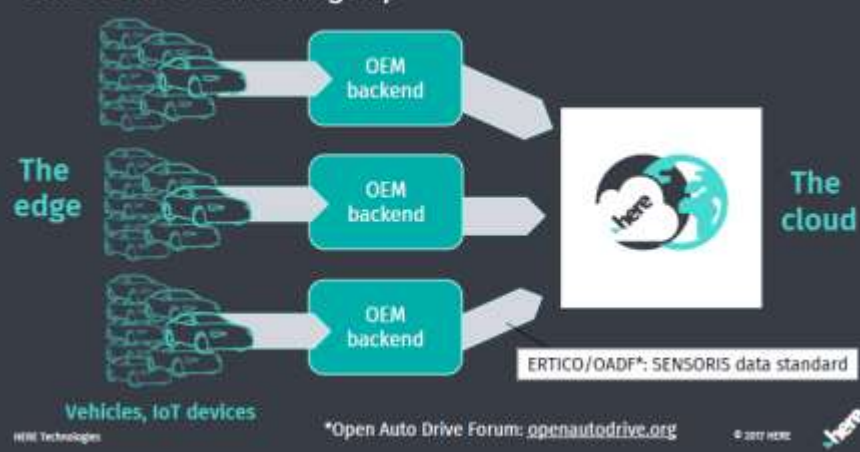 OEM
backend
The
edge
OEM
backend
here
The
cloud
OEM
backend
ERTICO/OADF*: SENSORIS data standard
Vehicles, IoT devices
HERE Technologies
*Open Auto Drive Forum: openautodrive.org
© 2017 HERE
here